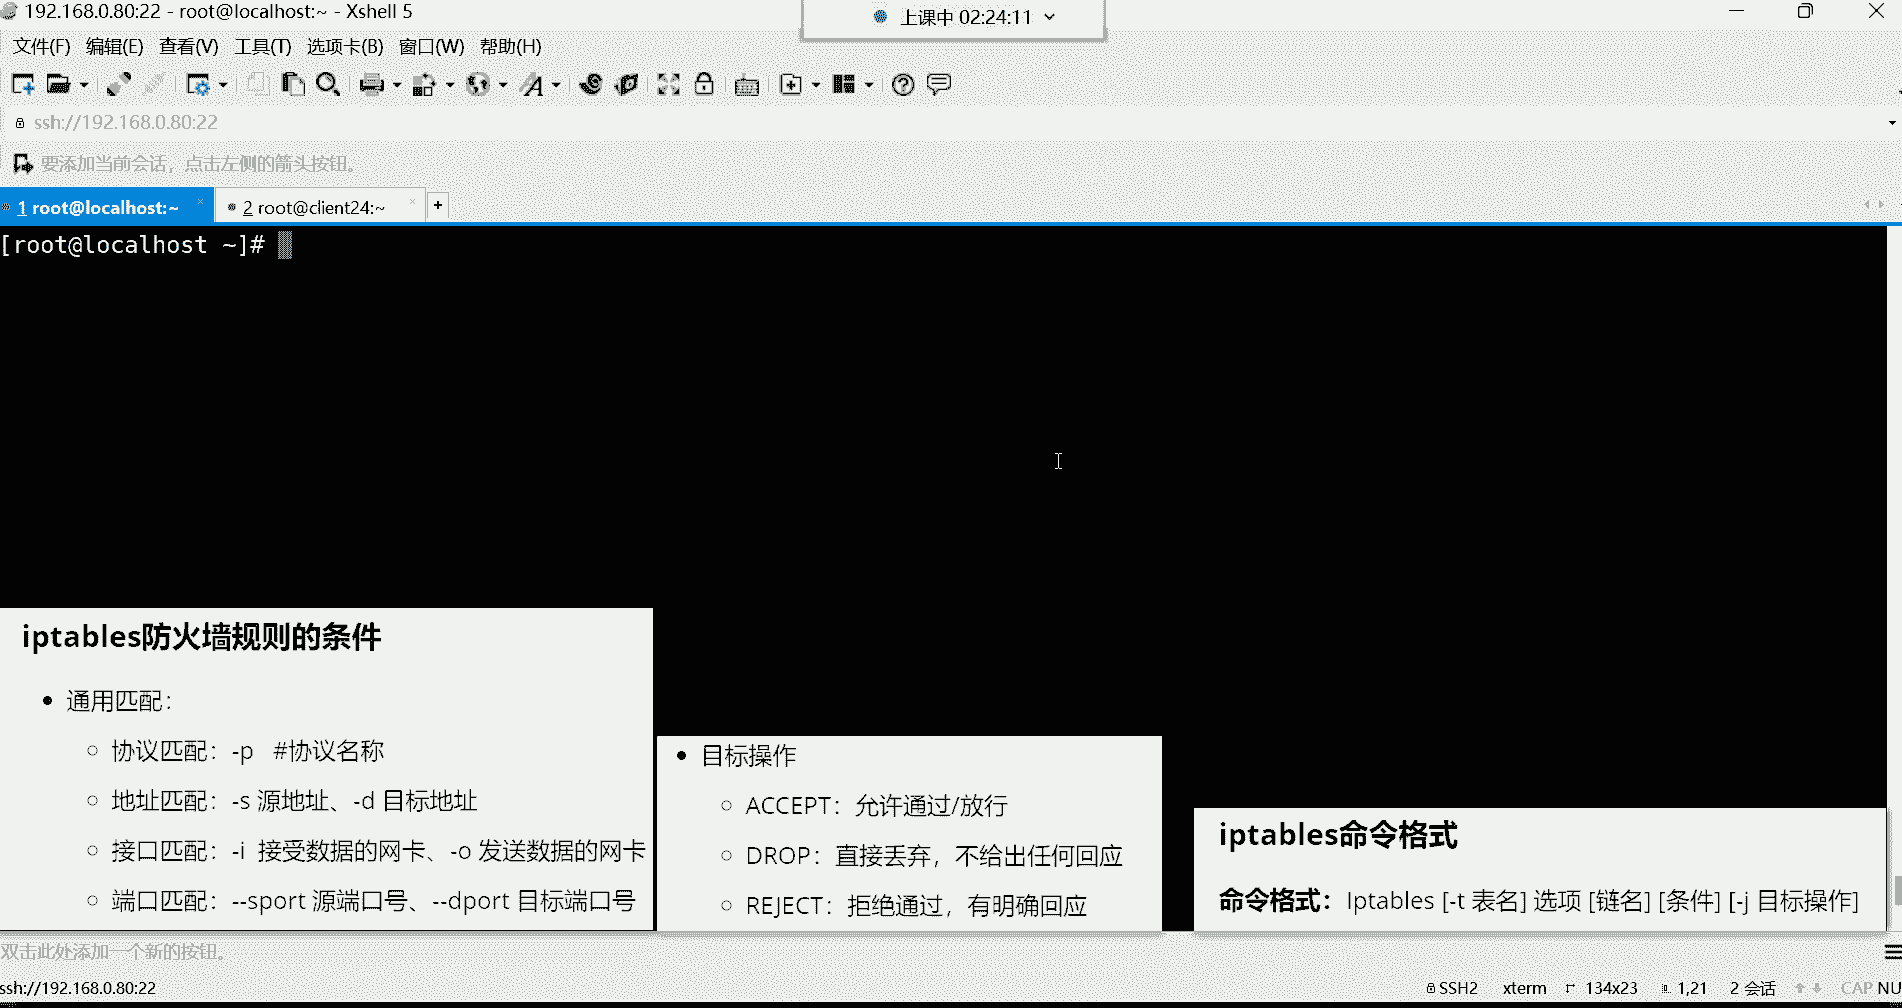 192.168.0.80:22 - root@localhost:~ - Xshell 5
上课中 02:24:11
文件(F) 编辑(E) 查看(V) 工具(T) 选项卡(B) 窗口(W) 帮助(H)
ssh://192.168.0.80:22
要添加当前会话，点击左侧的箭头按钮。
1 root@localhost:~ × 2 root@client24:~ × +
[root@localhost ~]#
iptables防火墙规则的条件
• 通用匹配：
○ 协议匹配：-p #协议名称
○ 地址匹配：-s 源地址、-d 目标地址
○ 接口匹配：-i 接受数据的网卡、-o 发送数据的网卡
○ 端口匹配：--sport 源端口号、--dport 目标端口号
• 目标操作
○ ACCEPT：允许通过/放行
○ DROP：直接丢弃，不给出任何回应
○ REJECT：拒绝通过，有明确回应
iptables命令格式
命令格式：Iptables [-t 表名] 选项 [链名] [条件] [-j 目标操作]
双击此处添加一个新的按钮。
ssh://192.168.0.80:22 SSH2 xterm 134x23 1,21 2 会话 CAP NU